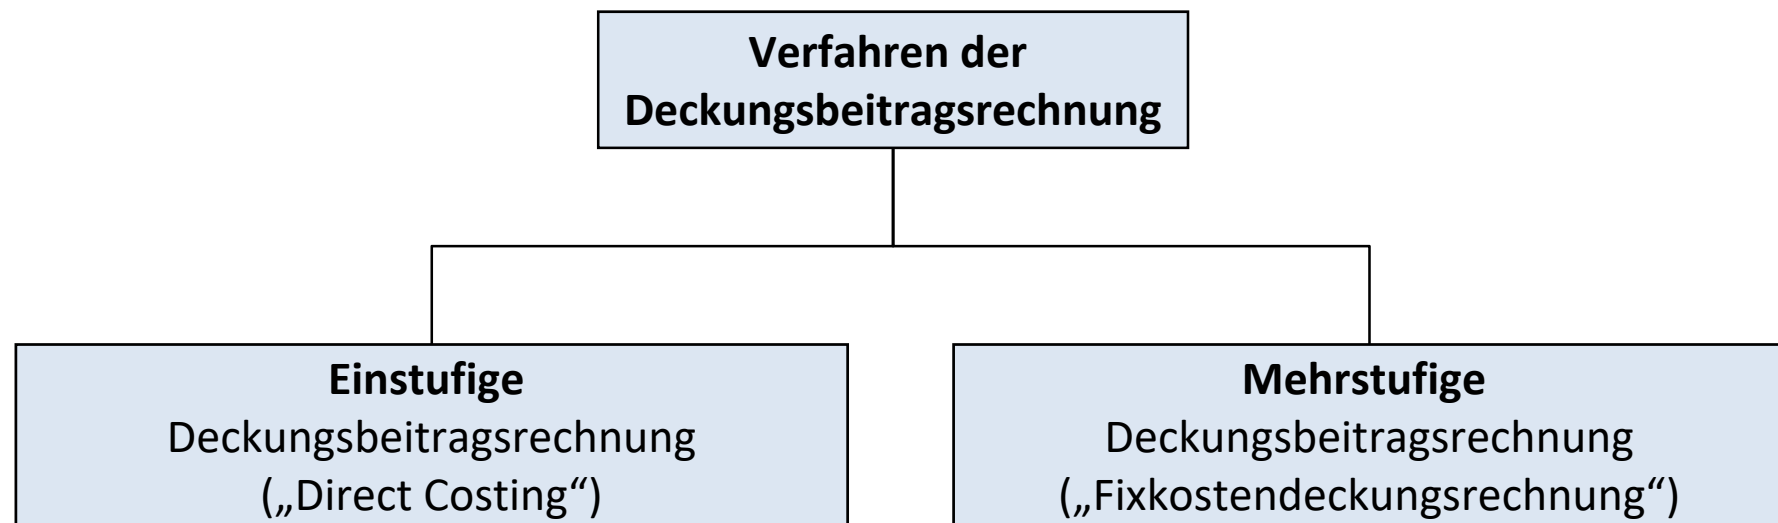 Verfahren der
Deckungsbeitragsrechnung
Einstufige
Deckungsbeitragsrechnung
(„Direct Costing“)
Mehrstufige
Deckungsbeitragsrechnung
(„Fixkostendeckungsrechnung“)